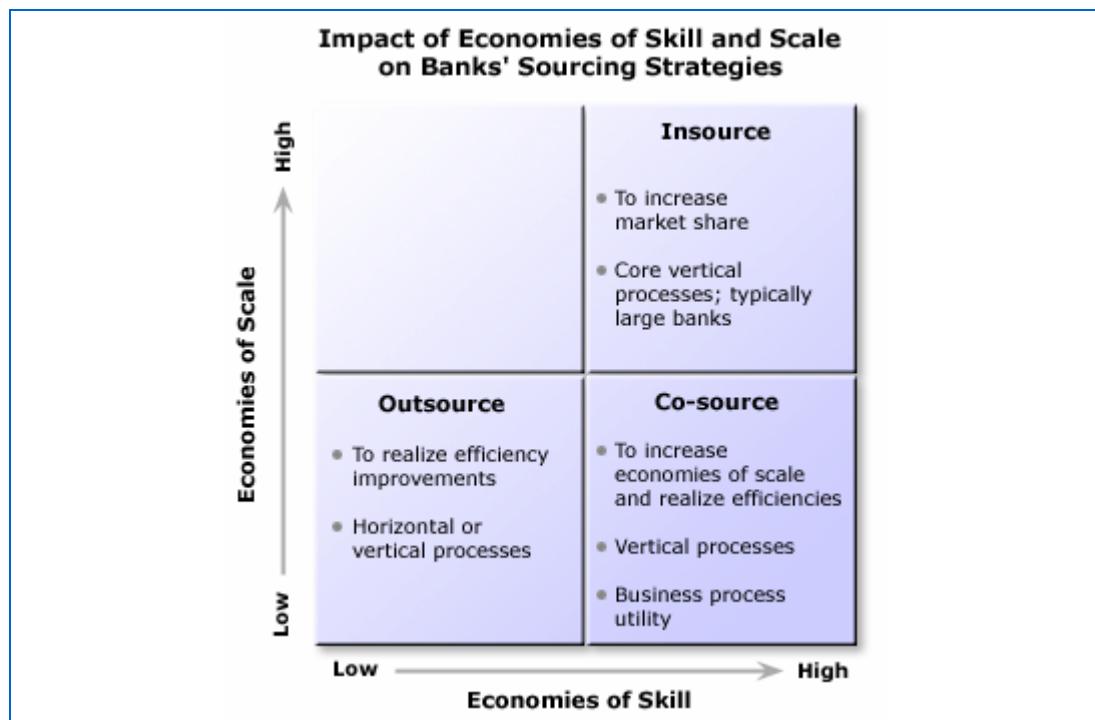 Impact of Economies of Skill and Scale
on Banks' Sourcing Strategies
High
Economies of Scale
Low
Insource
• To increase
market share
• Core vertical
processes; typically
large banks
Outsource
• To realize efficiency
improvements
• Horizontal or
vertical processes
Co-source
• To increase
economies of scale
and realize efficiencies
• Vertical processes
• Business process
utility
Low
High
Economies of Skill